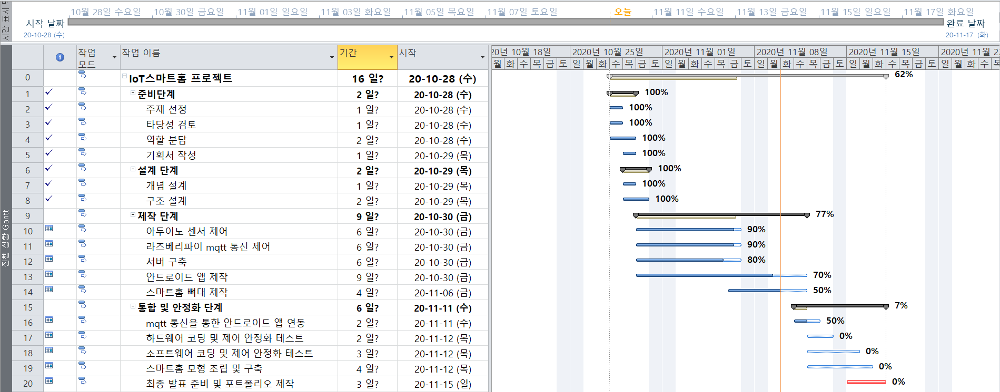 시간 표시 막
10월 28일 수요일 10월 30일 금요일 11월 01일 일요일 11월 03일 화요일 11월 05일 목요일 11월 07일 토요일 오늘 11월 11일 수요일 11월 13일 금요일 11월 15일 일요일 11월 17일 화요일
시작 날짜
20-10-28 (수)
완료 날짜
20-11-17 (화)
진행 상황 Gantt
작업 모드 작업 이름 기간 시작
20년 10월 18일 2020년 10월 25일 2020년 11월 01일 2020년 11월 08일 2020년 11월 15일 2020년 11월
월 화 수 목 금 토 일 월 화 수 목 금 토 일 월 화 수 목 금 토 일 월 화 수 목 금 토 일 월 화 수 목 금 토 일 월 화 수 목
0 IoT스마트홈 프로젝트 16 일? 20-10-28 (수) 62%
1 준비단계 2 일? 20-10-28 (수) 100%
2 주제 선정 1 일? 20-10-28 (수) 100%
3 타당성 검토 1 일? 20-10-28 (수) 100%
4 역할 분담 2 일? 20-10-28 (수) 100%
5 기획서 작성 1 일? 20-10-29 (목) 100%
6 설계 단계 2 일? 20-10-29 (목) 100%
7 개념 설계 1 일? 20-10-29 (목) 100%
8 구조 설계 2 일? 20-10-29 (목) 100%
9 제작 단계 9 일? 20-10-30 (금) 77%
10 아두이노 센서 제어 6 일? 20-10-30 (금) 90%
11 라즈베리파이 mqtt 통신 제어 6 일? 20-10-30 (금) 90%
12 서버 구축 6 일? 20-10-30 (금) 80%
13 안드로이드 앱 제작 9 일? 20-10-30 (금) 70%
14 스마트홈 뼈대 제작 4 일? 20-11-06 (금) 50%
15 통합 및 안정화 단계 6 일? 20-11-11 (수) 7%
16 mqtt 통신을 통한 안드로이드 앱 연동 2 일? 20-11-11 (수) 50%
17 하드웨어 코딩 및 제어 안정화 테스트 2 일? 20-11-12 (목) 0%
18 소프트웨어 코딩 및 제어 안정화 테스트 3 일? 20-11-12 (목) 0%
19 스마트홈 모형 조립 및 구축 4 일? 20-11-12 (목) 0%
20 최종 발표 준비 및 포트폴리오 제작 3 일? 20-11-15 (일) 0%